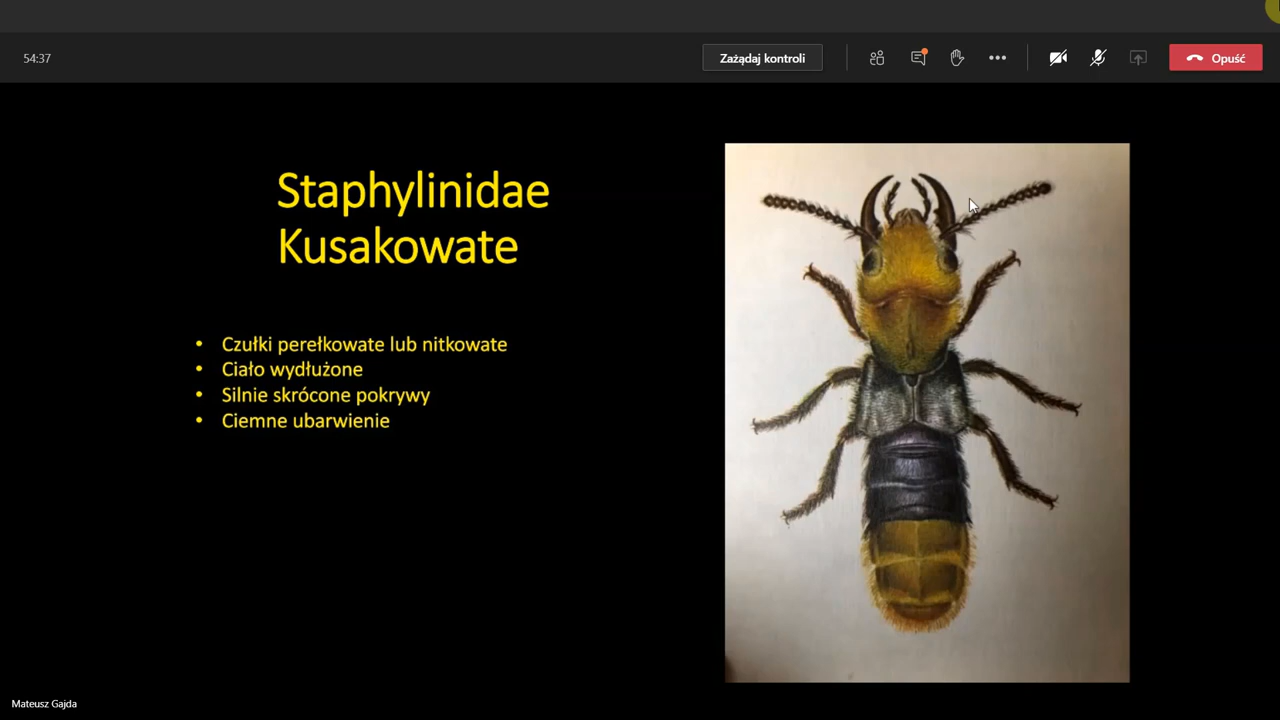 54:37
Zażądaj kontroli
Opuść
Staphylinidae
Kusakowate
• Czułki perełkowate lub nitkowate
• Ciało wydłużone
• Silnie skrócone pokrywy
• Ciemne ubarwienie
Mateusz Gajda